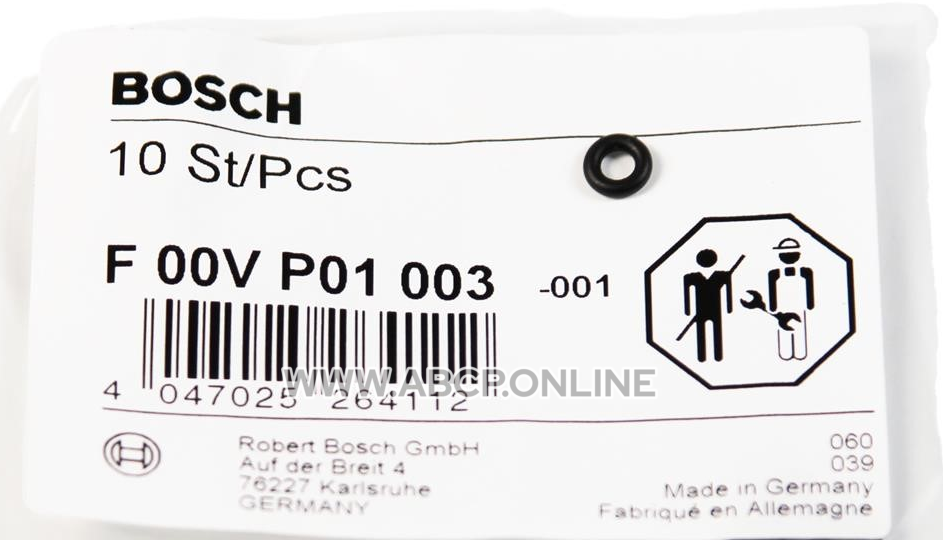 BOSCH
10 St/Pcs
F 00V P01 003 -001
WWW.ABCP.ONLINE
4 047025 264112
Robert Bosch GmbH
Auf der Breit 4
76227 Karlsruhe
GERMANY
060
039
Made in Germany
Fabriqué en Allemagne